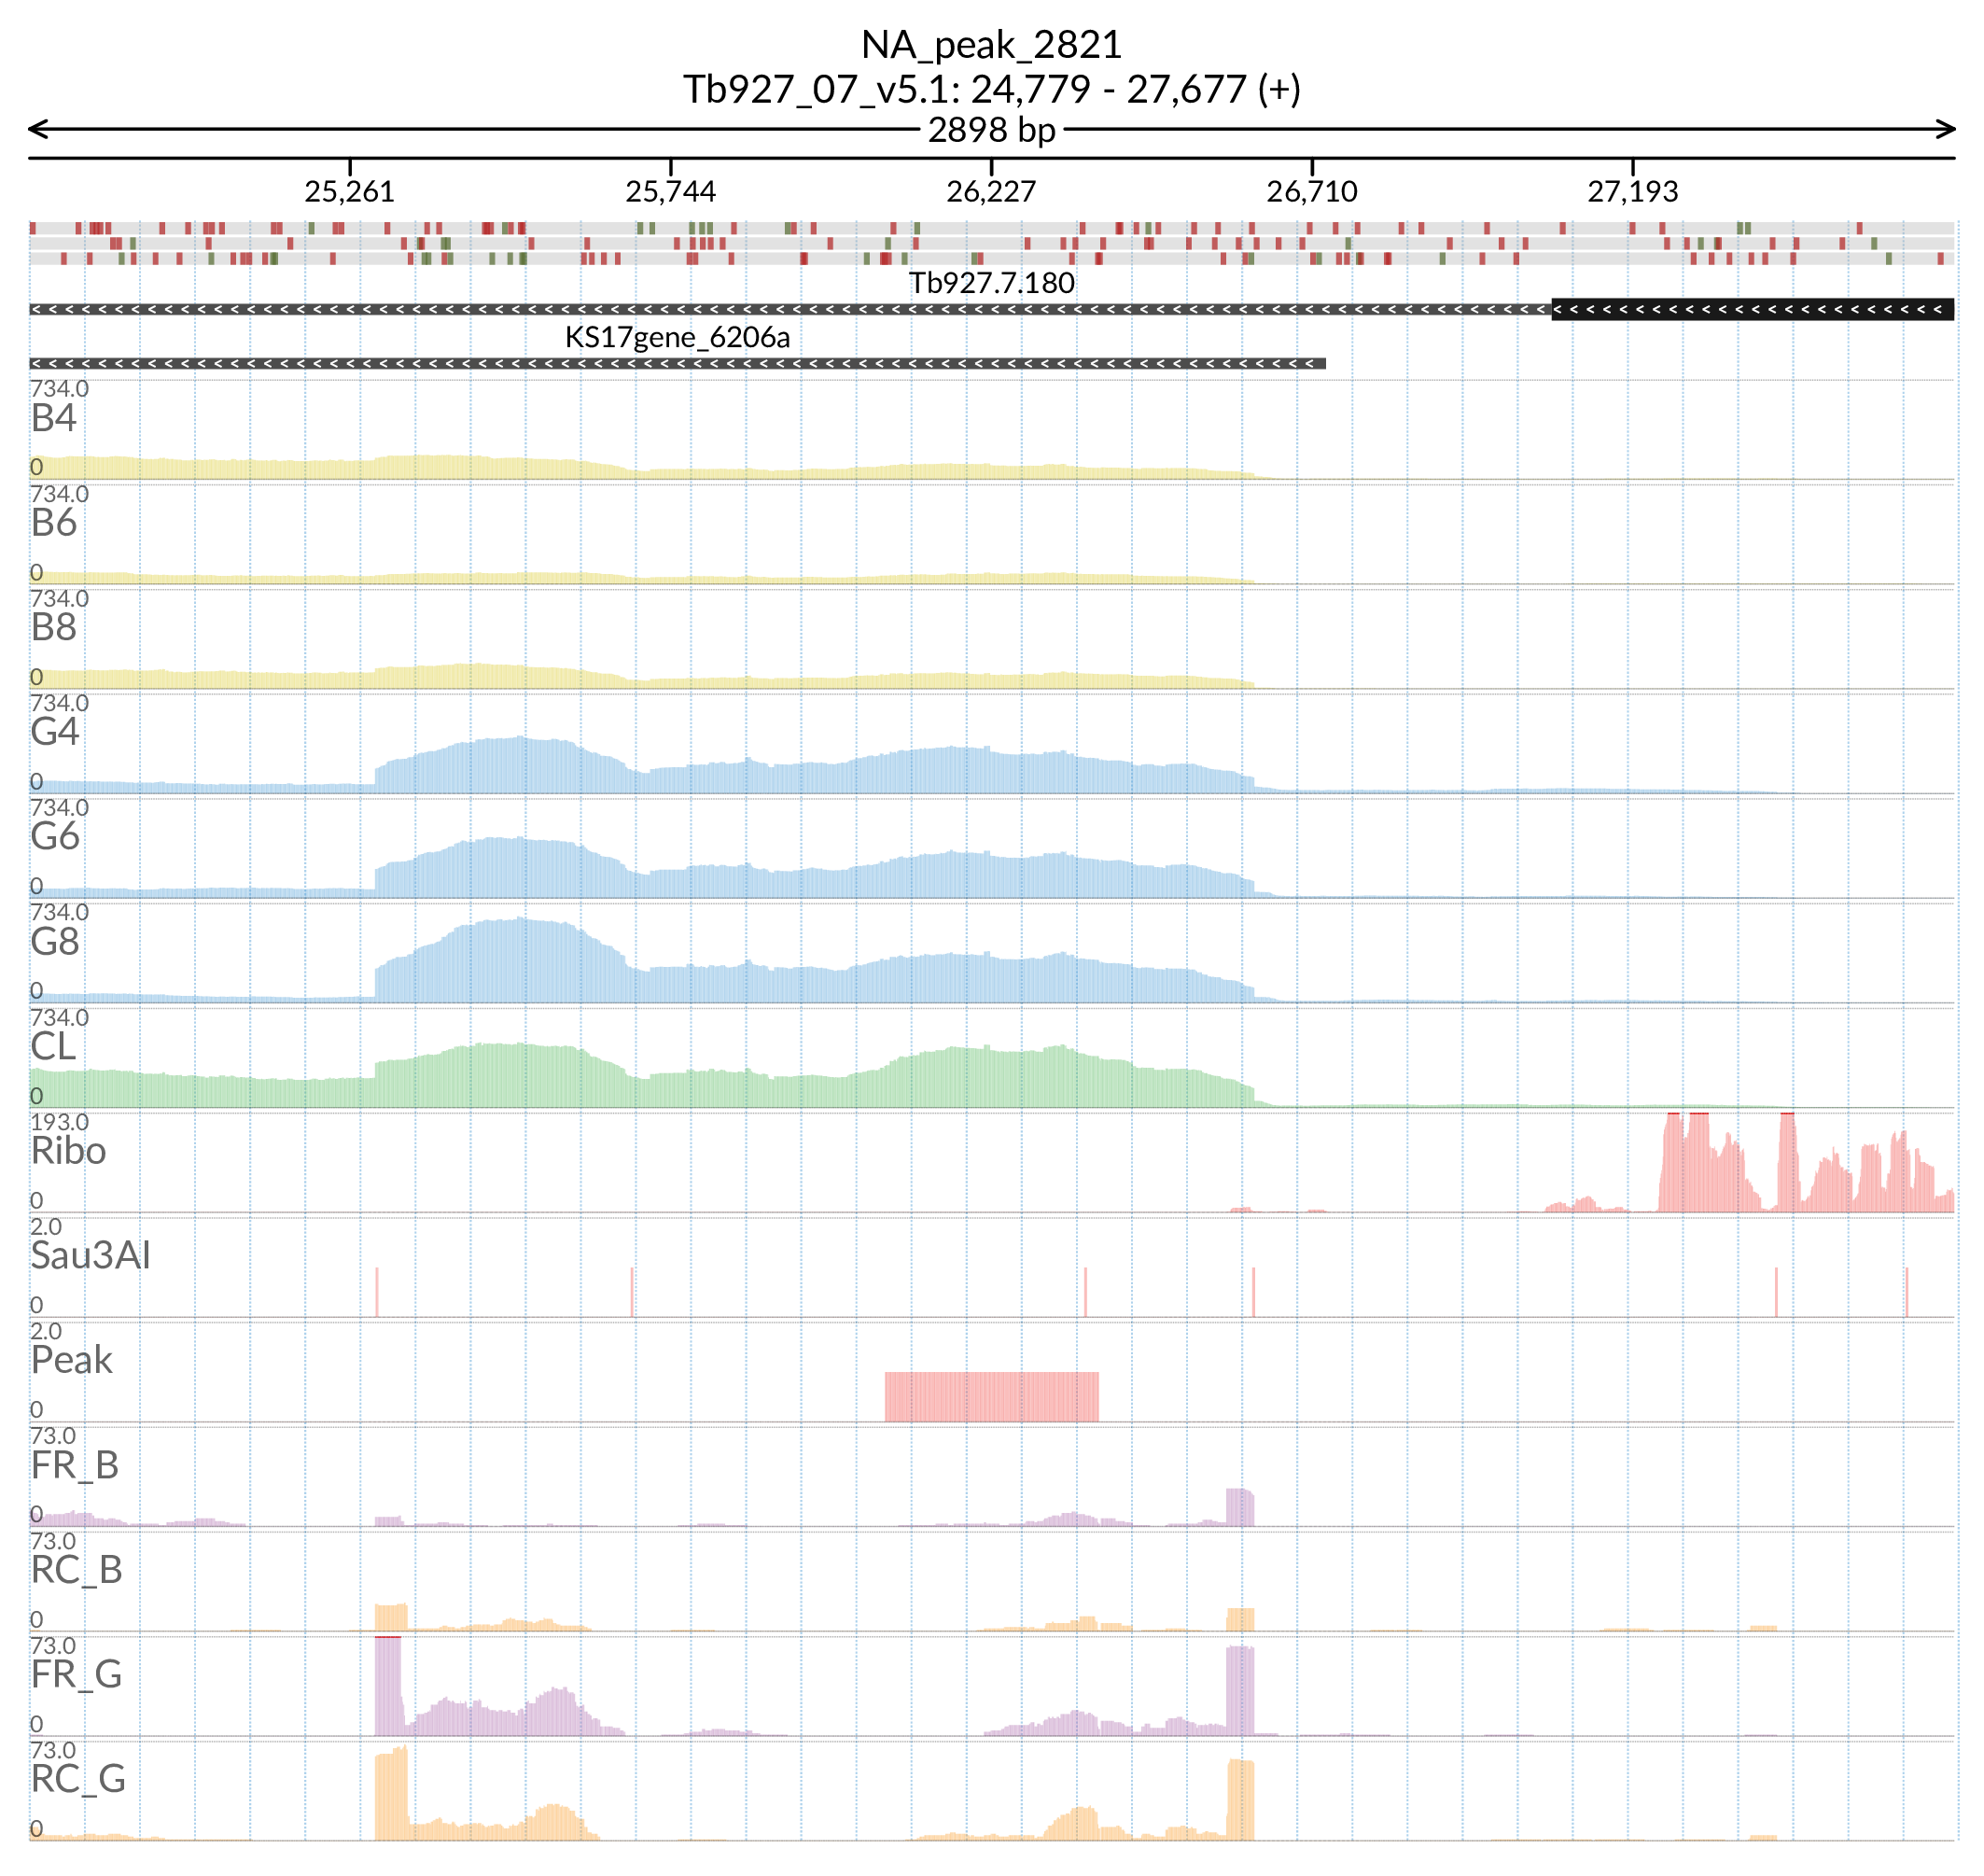 NA_peak_2821
Tb927_07_v5.1: 24,779 - 27,677 (+)
2898 bp
25,261 25,744 26,227 26,710 27,193
Tb927.7.180
KS17gene_6206a
734.0
B4
0
734.0
B6
0
734.0
B8
0
734.0
G4
0
734.0
G6
0
734.0
G8
0
734.0
CL
0
193.0
Ribo
0
2.0
Sau3AI
0
2.0
Peak
0
73.0
FR_B
0
73.0
RC_B
0
73.0
FR_G
0
73.0
RC_G
0